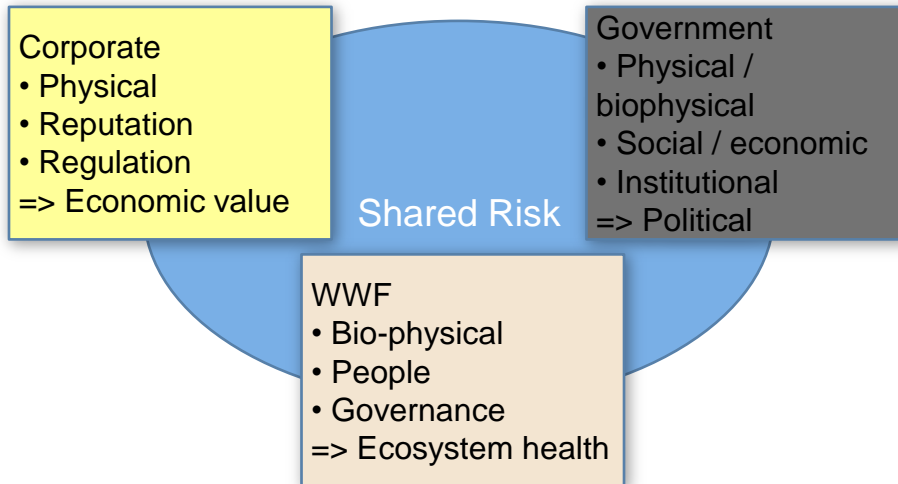 Corporate
• Physical
• Reputation
• Regulation
=> Economic value
Government
• Physical /
biophysical
• Social / economic
• Institutional
=> Political
Shared Risk
WWF
• Bio-physical
• People
• Governance
=> Ecosystem health